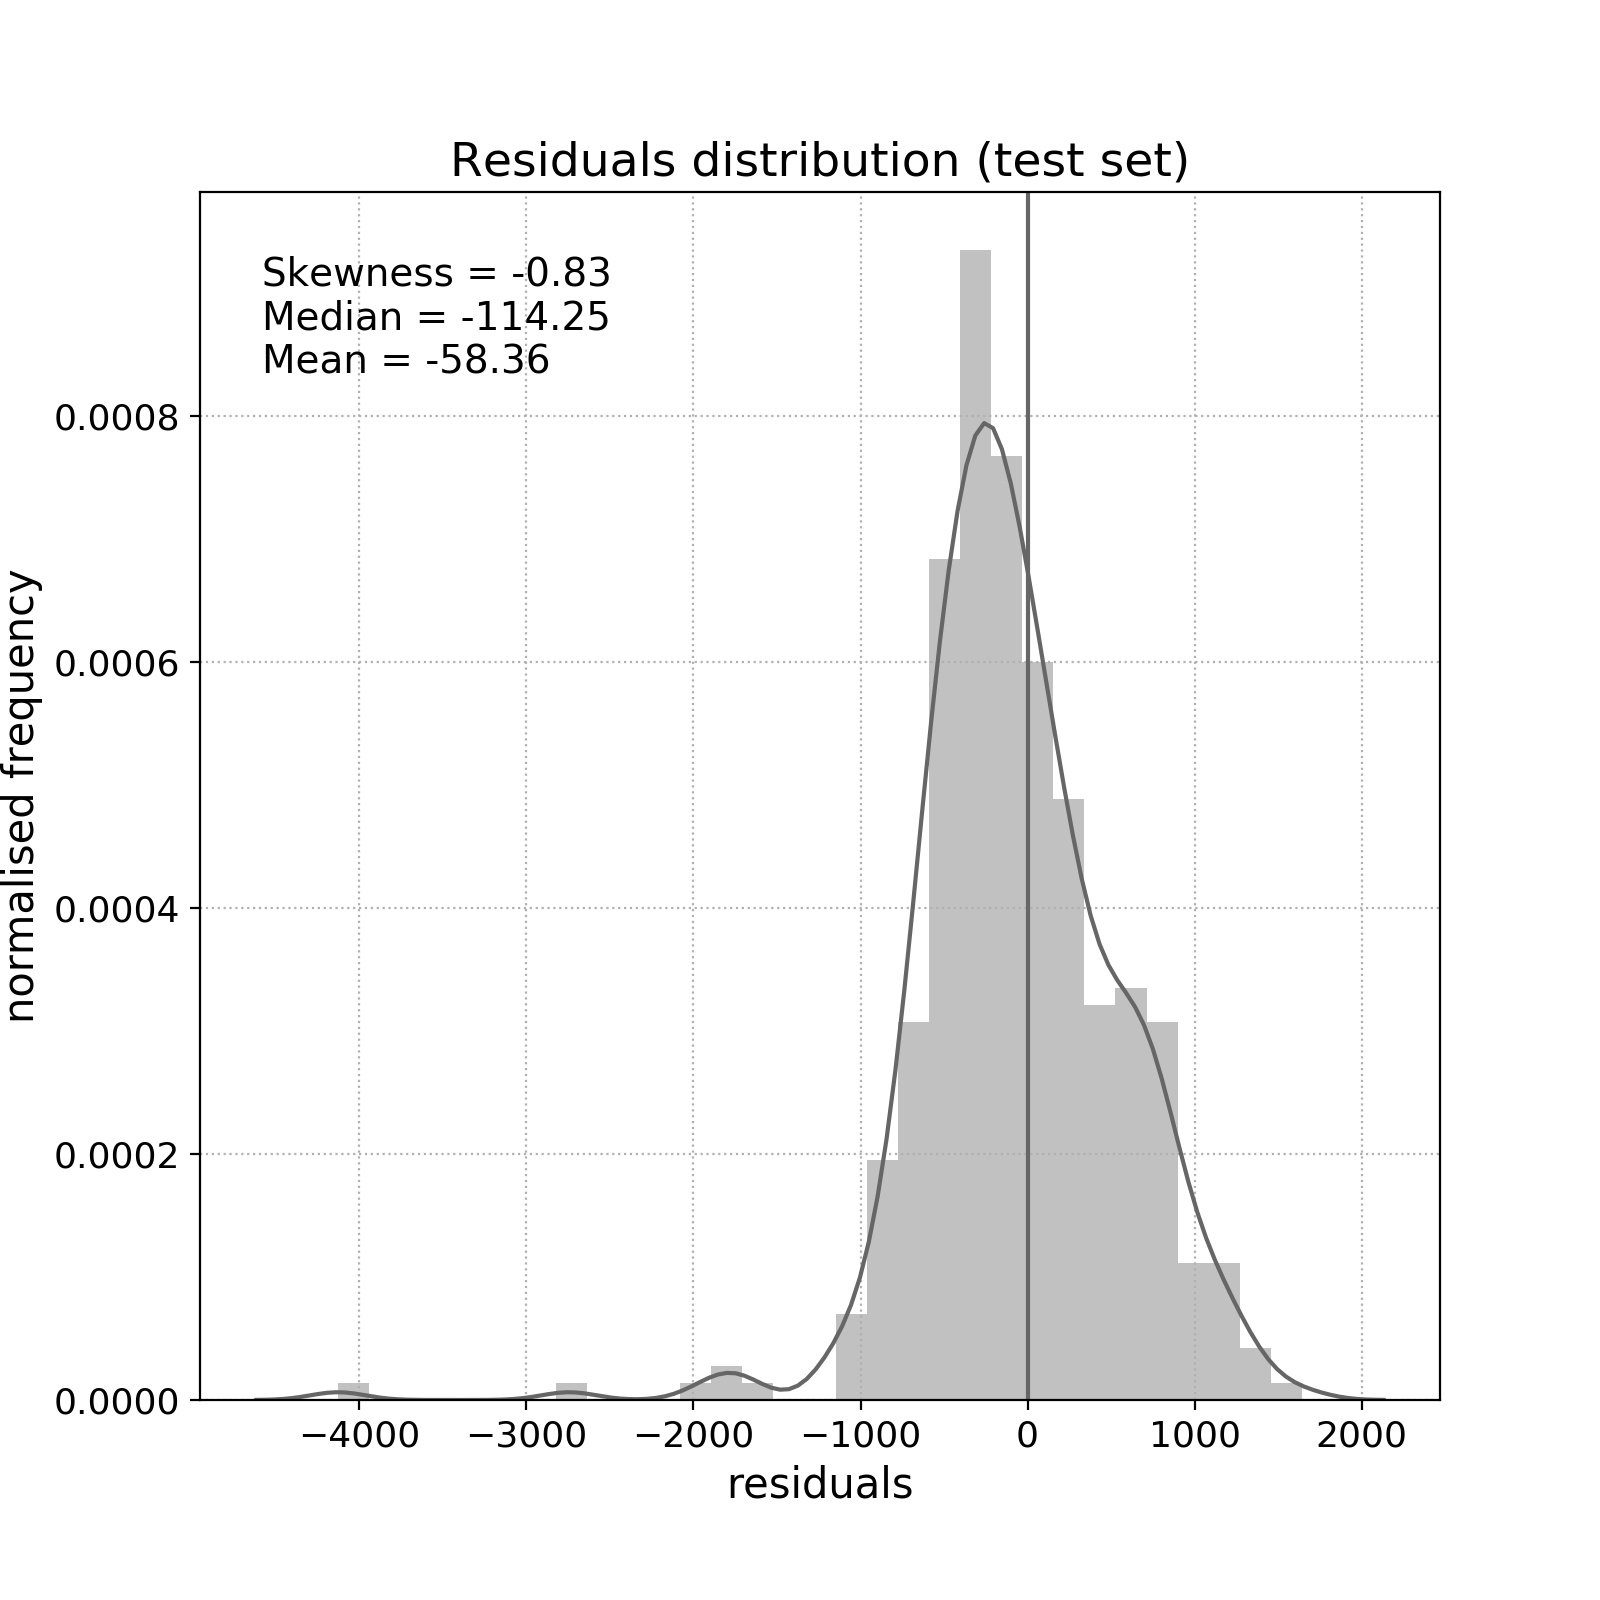 Residuals distribution (test set)
Skewness = -0.83
Median = -114.25
Mean = -58.36
normalised frequency
0.0008
0.0006
0.0004
0.0002
0.0000
−4000 −3000 −2000 −1000 0 1000 2000
residuals